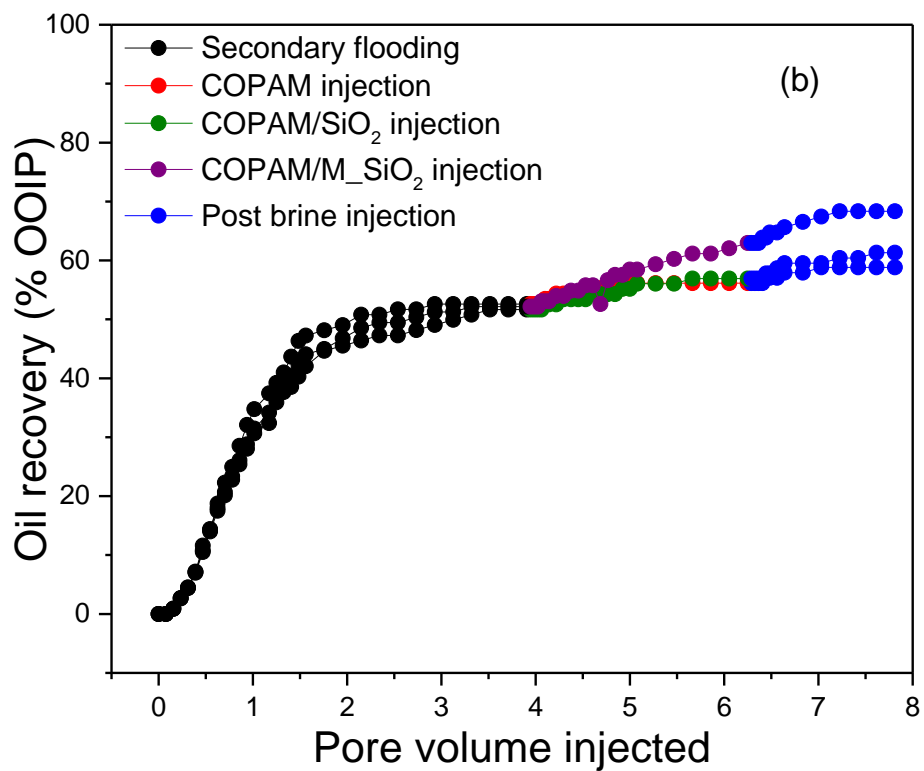 100
80
60
40
20
0
Oil recovery (% OOIP)
Secondary flooding
COPAM injection
COPAM/SiO₂ injection
COPAM/M_SiO₂ injection
Post brine injection
(b)
0 1 2 3 4 5 6 7 8
Pore volume injected